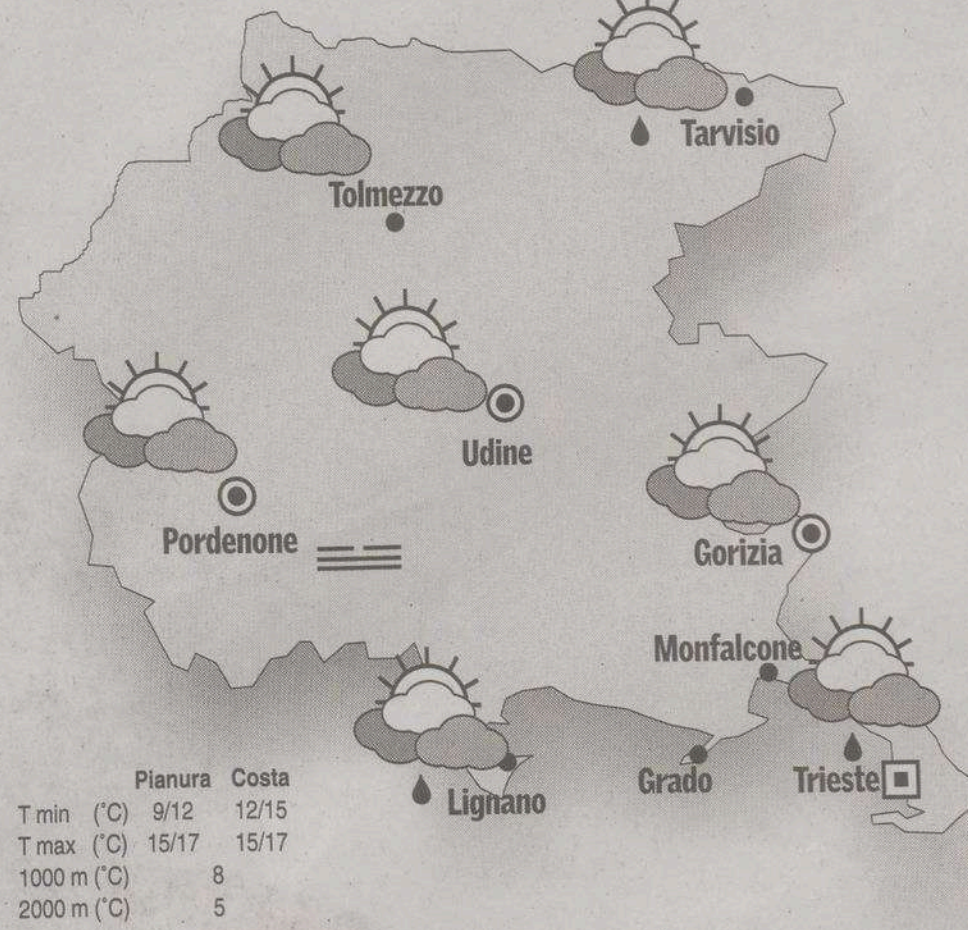 Tarvisio
Tolmezzo
Udine
Pordenone
Gorizia
Monfalcone
Lignano
Grado
Trieste
Pianura Costa
T min (°C) 9/12 12/15
T max (°C) 15/17 15/17
1000 m (°C) 8
2000 m (°C) 5